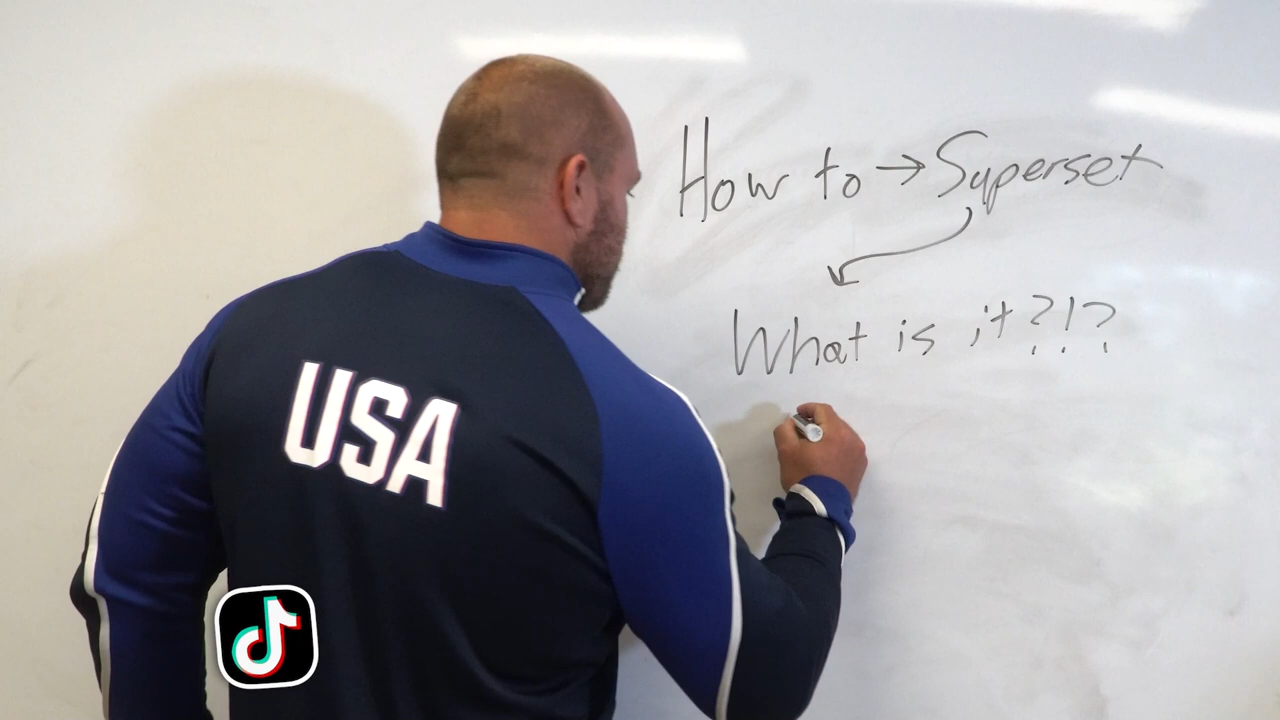 How to → Superset
What is it?!?
USA